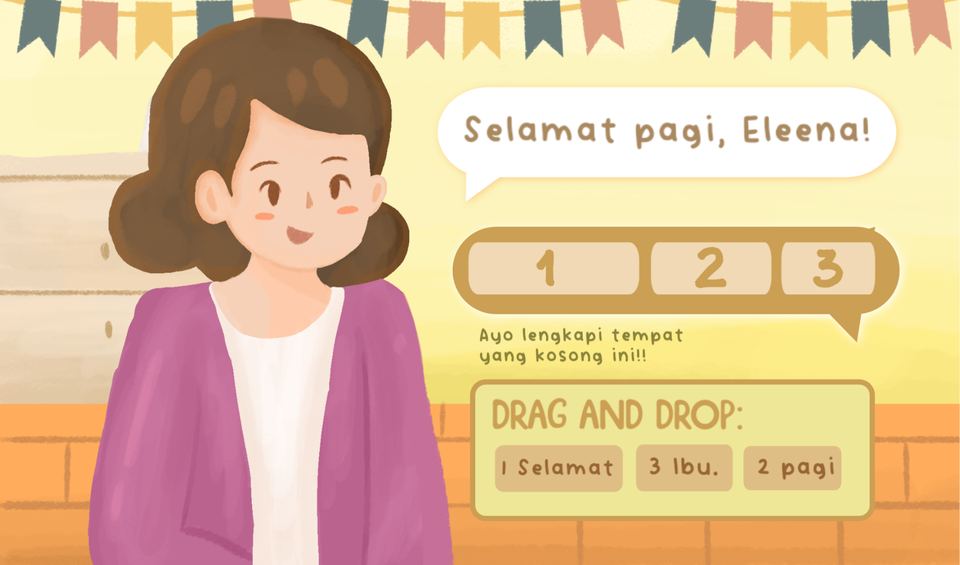 Selamat pagi, Eleena!
1 2 3
Ayo lengkapi tempat
yang kosong ini!!
DRAG AND DROP:
1 Selamat 3 Ibu. 2 pagi